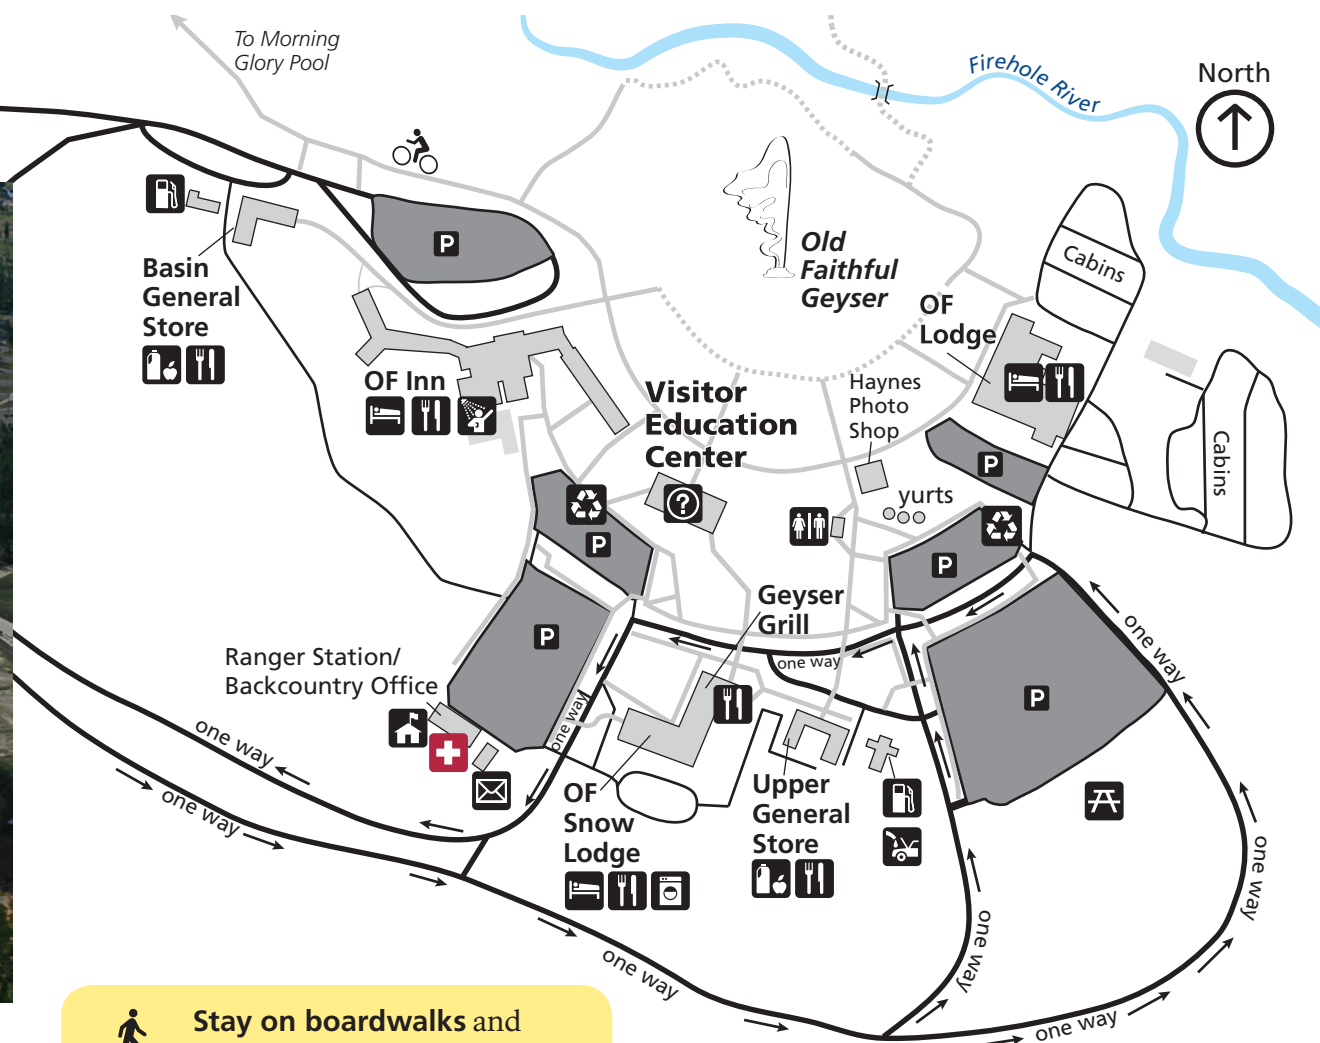 To Morning
Glory Pool
Firehole River
North
Old
Faithful
Geyser
Cabins
OF
Lodge
Basin
General
Store
P
OF Inn
Visitor
Education
Center
?
Haynes
Photo
Shop
yurts
P
Cabins
P
P
P
Geyser
Grill
one way
one way
Ranger Station/
Backcountry Office
P
P
one way
one way
one way
OF
Snow
Lodge
Upper
General
Store
one way
one way
one way
one way
Stay on boardwalks and